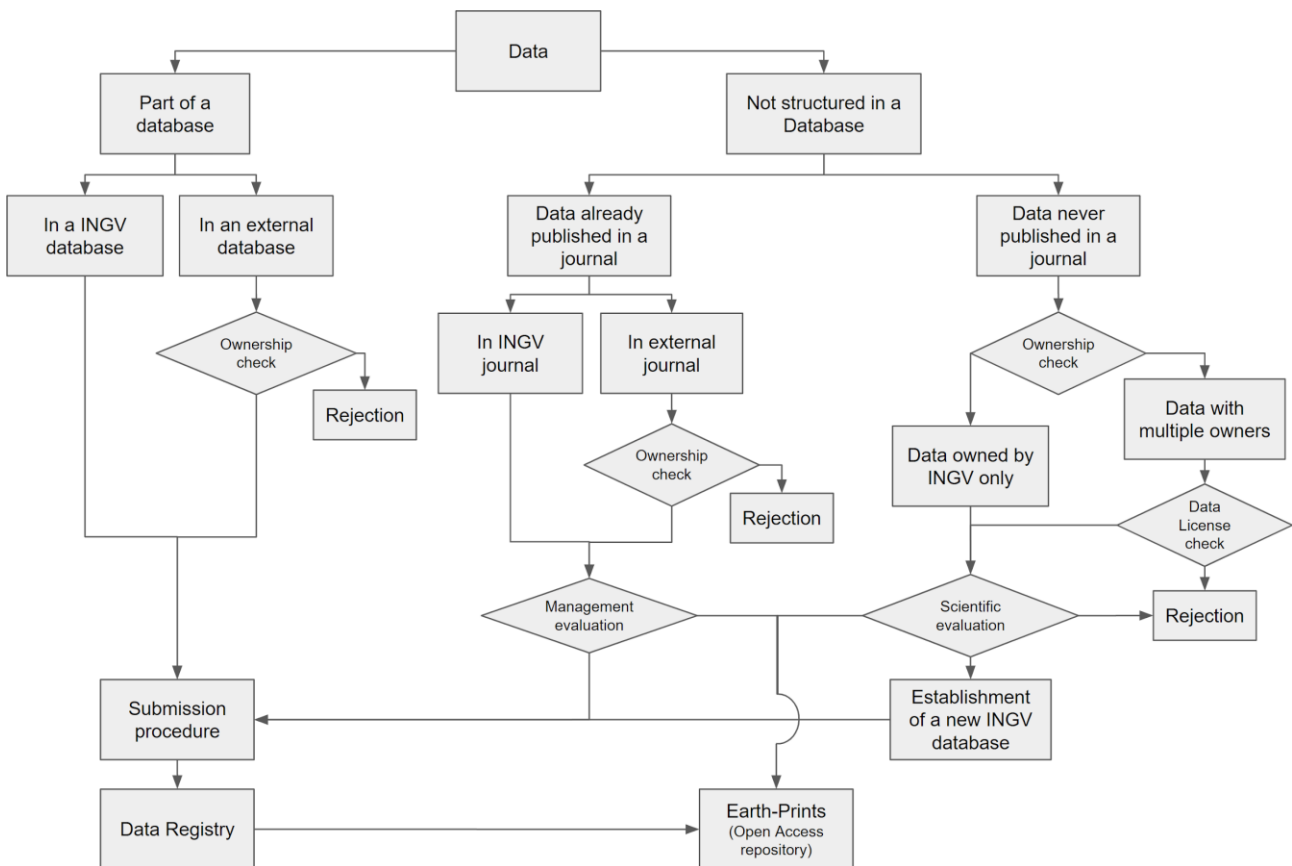 Data
Part of a
database
Not structured in a
Database
In a INGV
database
In an external
database
Data already
published in a
journal
Data never
published in a
journal
Ownership
check
Rejection
In INGV
journal
In external
journal
Ownership
check
Data with
multiple owners
Ownership
check
Rejection
Data owned by
INGV only
Data
License
check
Management
evaluation
Scientific
evaluation
Rejection
Submission
procedure
Establishment
of a new INGV
database
Data Registry
Earth-Prints
(Open Access
repository)